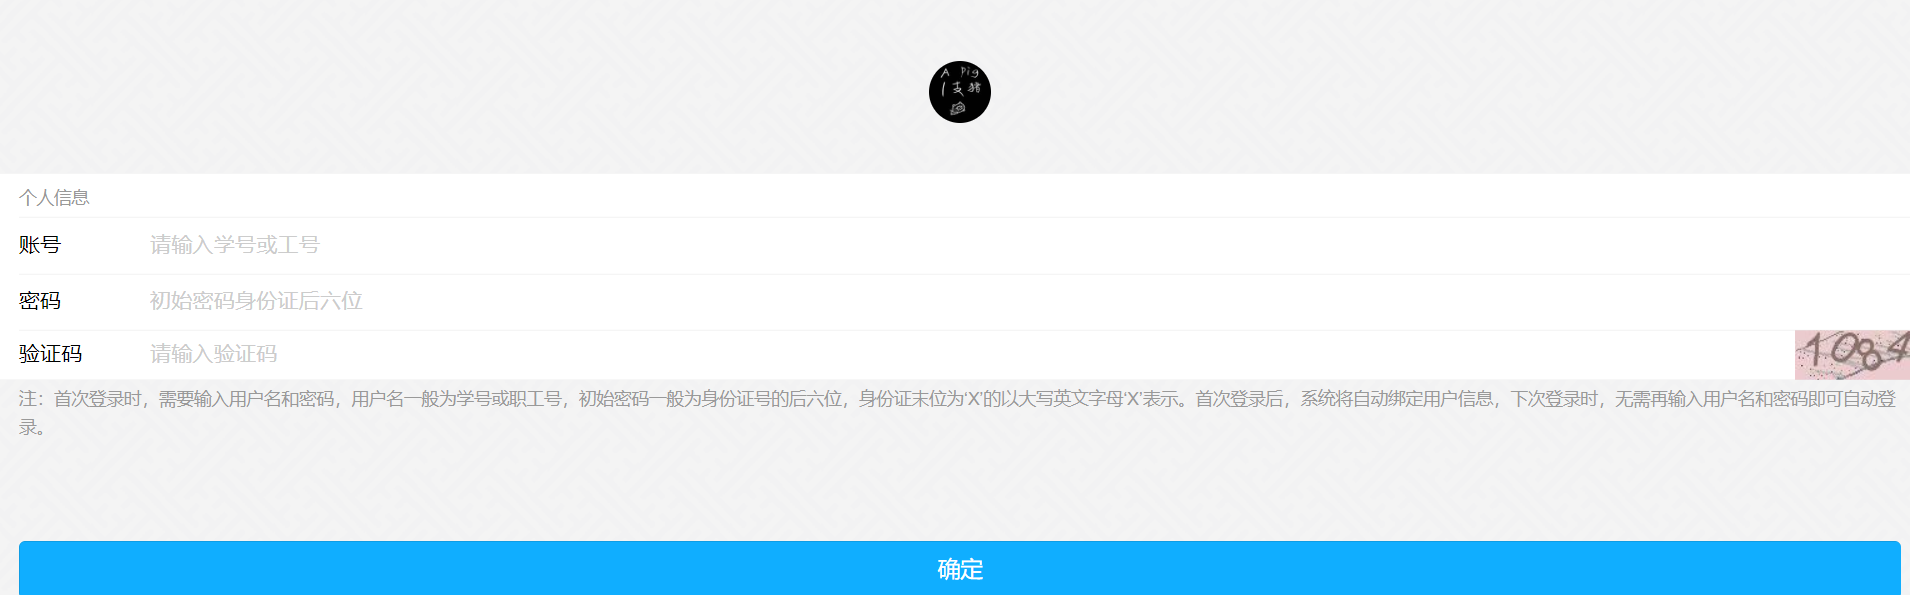 A pig
1支猪
个人信息
账号 请输入学号或工号
密码 初始密码身份证后六位
验证码 请输入验证码 1084
注：首次登录时，需要输入用户名和密码，用户名一般为学号或职工号，初始密码一般为身份证号的后六位，身份证末位为'X'的以大写英文字母'X'表示。首次登录后，系统将自动绑定用户信息，下次登录时，无需再输入用户名和密码即可自动登
录。
确定